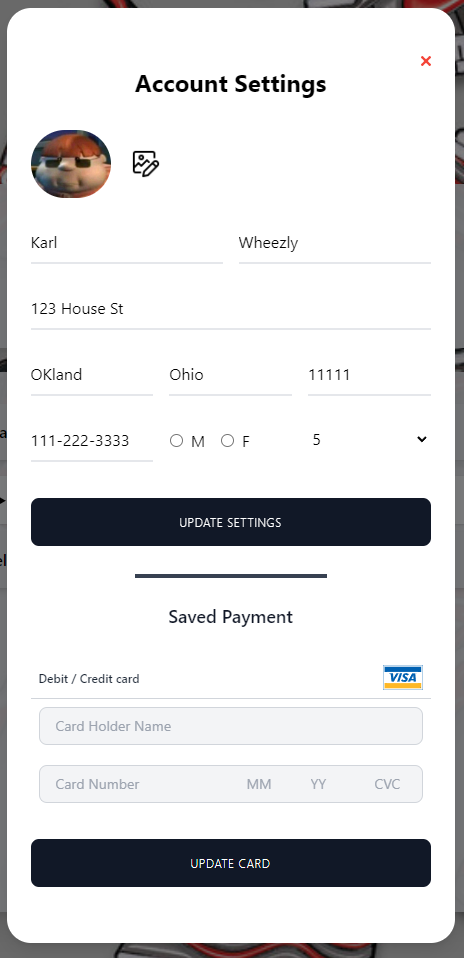 Account Settings
Karl Wheezly
123 House St
OKland Ohio 11111
111-222-3333 M F 5
UPDATE SETTINGS
Saved Payment
Debit / Credit card VISA
Card Holder Name
Card Number MM YY CVC
UPDATE CARD